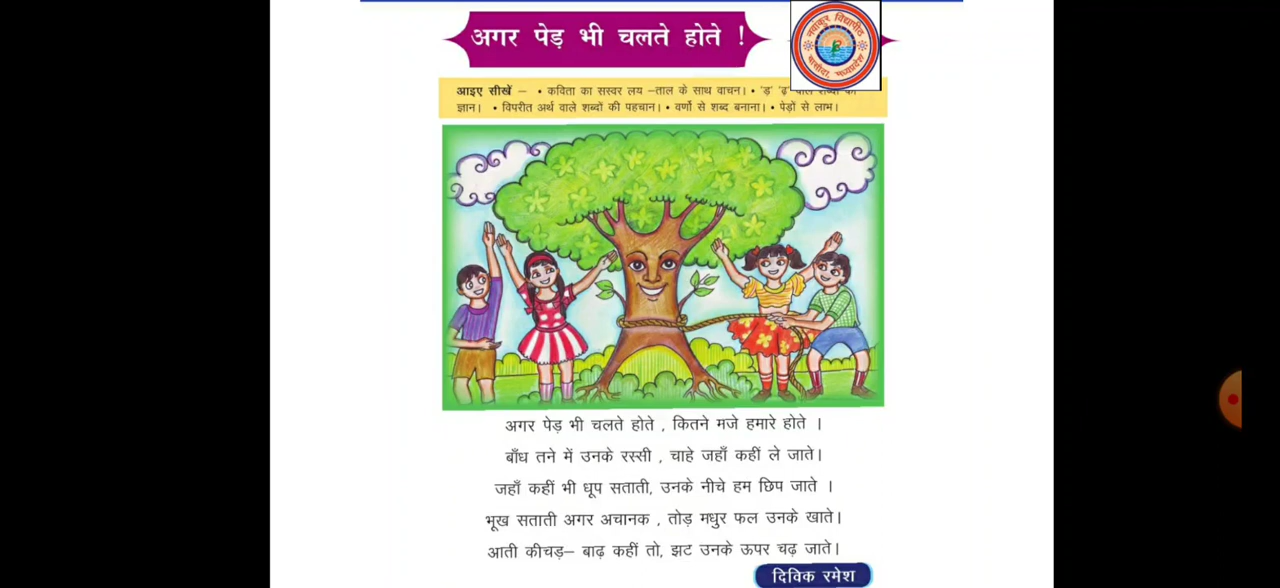 अगर पेड़ भी चलते होते !
नवांकुर विद्यापीठ
आइए सीखें – • कविता का सस्वर लय –ताल के साथ वाचन। • 'ड़' 'ढ़'
ज्ञान। • विपरीत अर्थ वाले शब्दों की पहचान। • वर्णो से शब्द बनाना। • पेड़ों से लाभ।
अगर पेड़ भी चलते होते , कितने मजे हमारे होते ।
बाँध तने में उनके रस्सी , चाहे जहाँ कहीं ले जाते।
जहाँ कहीं भी धूप सताती, उनके नीचे हम छिप जाते ।
भूख सताती अगर अचानक , तोड़ मधुर फल उनके खाते।
आती कीचड़– बाढ़ कहीं तो, झट उनके ऊपर चढ़ जाते।
दिविक रमेश